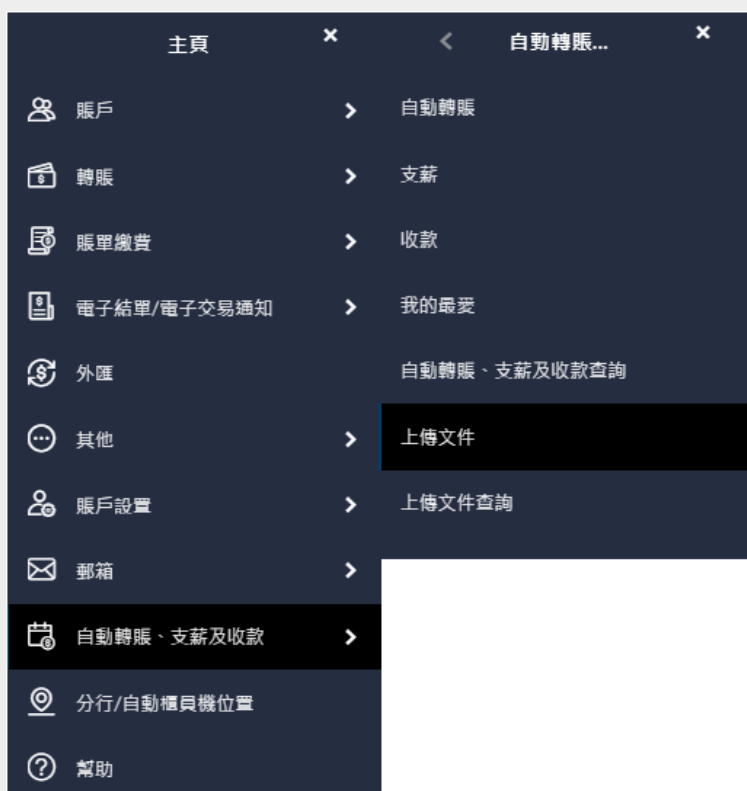 主頁
賬戶
轉賬
賬單繳費
電子結單/電子交易通知
外匯
其他
賬戶設置
郵箱
自動轉賬、支薪及收款
分行/自動櫃員機位置
幫助
自動轉賬...
自動轉賬
支薪
收款
我的最愛
自動轉賬、支薪及收款查詢
上傳文件
上傳文件查詢